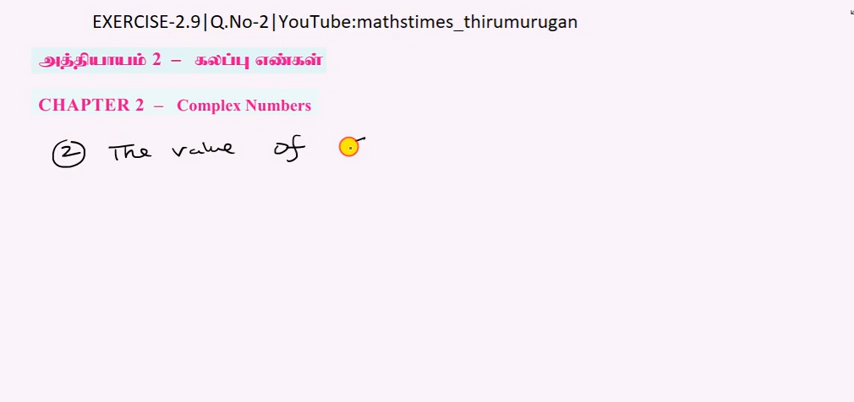 EXERCISE-2.9|Q.No-2|YouTube:mathstimes_thirumurugan
அத்தியாயம் 2 – கலப்பு எண்கள்
CHAPTER 2 – Complex Numbers
② The value of